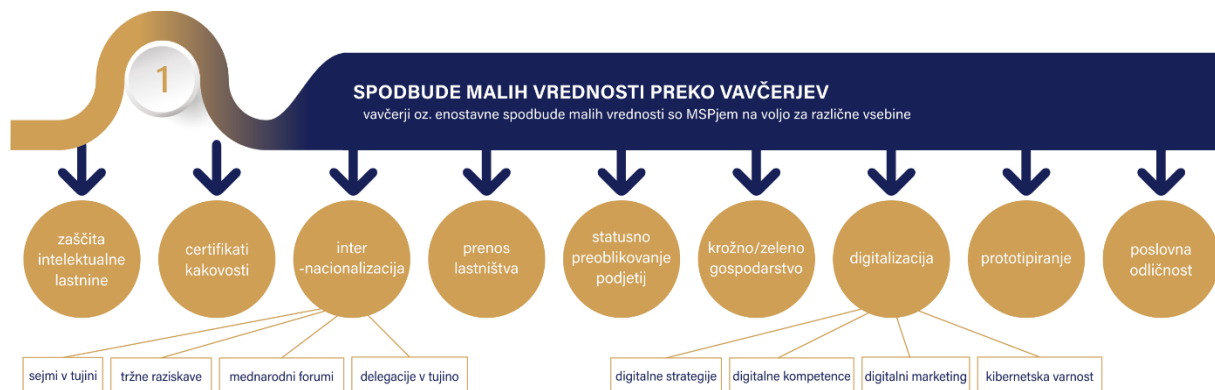 1
SPODBUDE MALIH VREDNOSTI PREKO VAVČERJEV
vavčerji oz. enostavne spodbude malih vrednosti so MSPjem na voljo za različne vsebine
zaščita
intelektualne
lastnine
certifikati
kakovosti
inter
-nacionalizacija
prenos
lastništva
statusno
preoblikovanje
podjetij
krožno/zeleno
gospodarstvo
digitalizacija
prototipiranje
poslovna
odličnost
sejmi v tujini
tržne raziskave
mednarodni forumi
delegacije v tujino
digitalne strategije
digitalne kompetence
digitalni marketing
kibernetska varnost